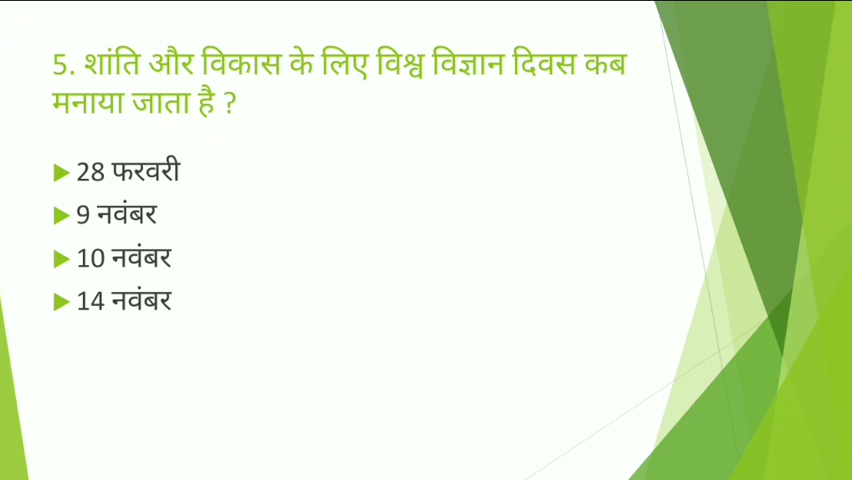 5. शांति और विकास के लिए विश्व विज्ञान दिवस कब
मनाया जाता है ?
28 फरवरी
9 नवंबर
10 नवंबर
14 नवंबर